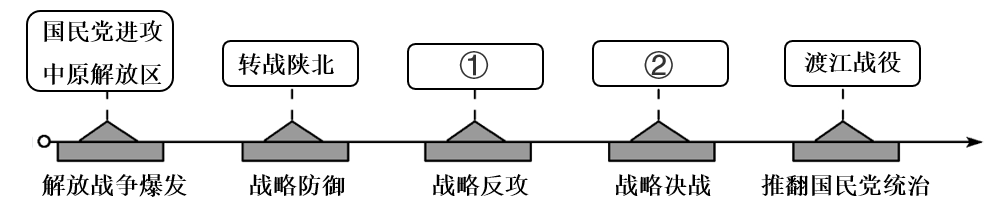 国民党进攻
中原解放区
转战陕北
①
②
渡江战役
解放战争爆发
战略防御
战略反攻
战略决战
推翻国民党统治